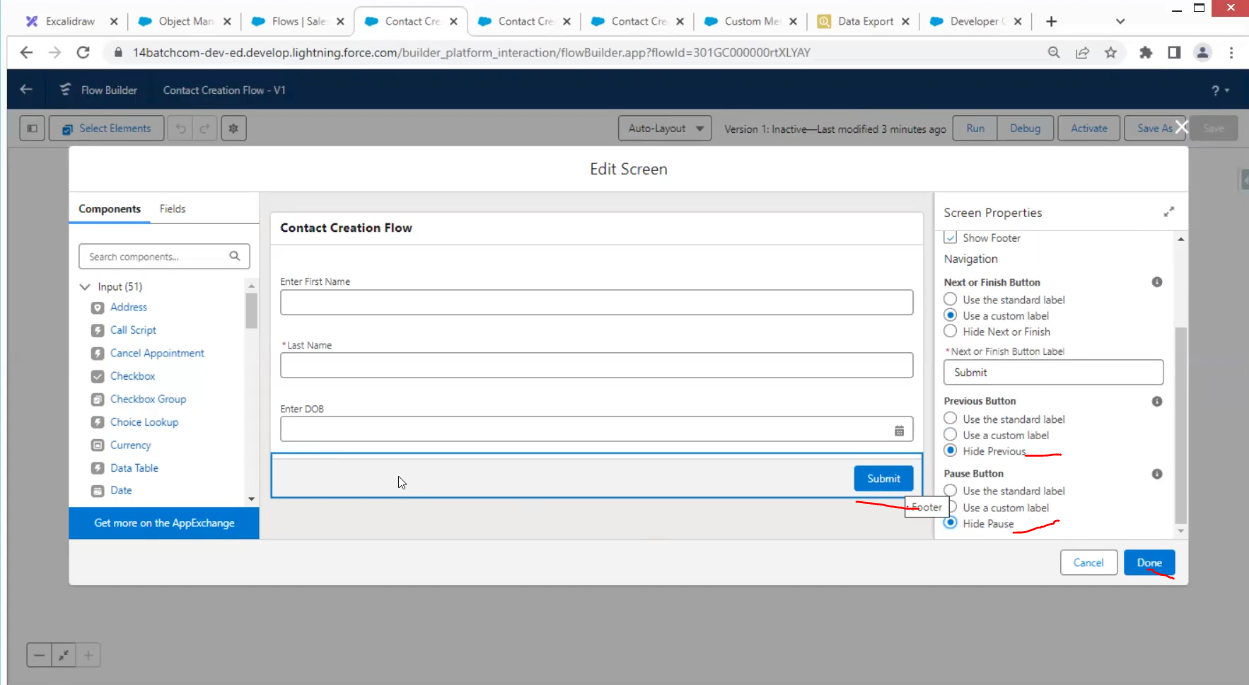 Excalidraw
Object Man
Flows | Sales
Contact Cre
Contact Cre
Contact Cre
Custom Me
Data Export
Developer C
14batchcom-dev-ed.develop.lightning.force.com/builder_platform_interaction/flowBuilder.app?flowId=301GC000000rtXLYAY
Flow Builder
Contact Creation Flow - V1
?
Select Elements
Auto-Layout
Version 1: Inactive—Last modified 3 minutes ago
Run
Debug
Activate
Save As
Save
Edit Screen
Components
Fields
Search components...
Input (51)
Address
Call Script
Cancel Appointment
Checkbox
Checkbox Group
Choice Lookup
Currency
Data Table
Date
Get more on the AppExchange
Contact Creation Flow
Enter First Name
*Last Name
Enter DOB
Submit
Footer
Screen Properties
Show Footer
Navigation
Next or Finish Button
Use the standard label
Use a custom label
Hide Next or Finish
*Next or Finish Button Label
Submit
Previous Button
Use the standard label
Use a custom label
Hide Previous
Pause Button
Use the standard label
Use a custom label
Hide Pause
Cancel
Done